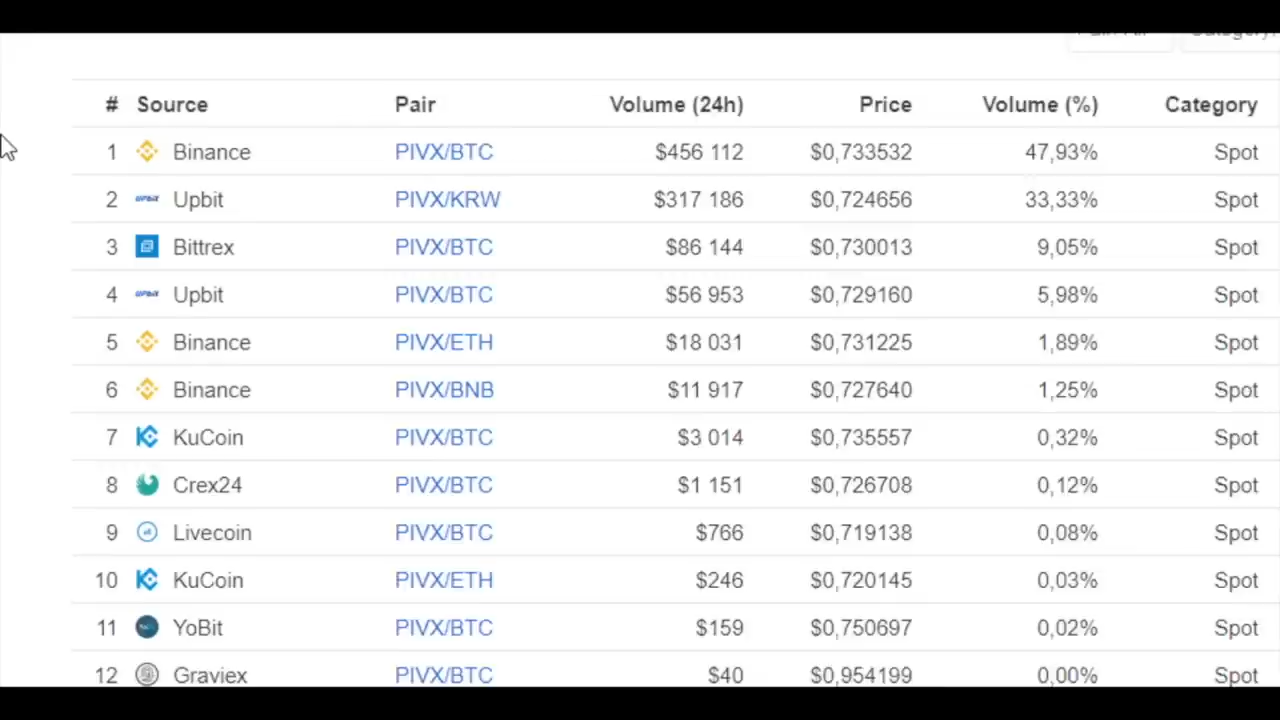 # Source Pair Volume (24h) Price Volume (%) Category
1 Binance PIVX/BTC $456 112 $0,733532 47,93% Spot
2 Upbit PIVX/KRW $317 186 $0,724656 33,33% Spot
3 Bittrex PIVX/BTC $86 144 $0,730013 9,05% Spot
4 Upbit PIVX/BTC $56 953 $0,729160 5,98% Spot
5 Binance PIVX/ETH $18 031 $0,731225 1,89% Spot
6 Binance PIVX/BNB $11 917 $0,727640 1,25% Spot
7 KuCoin PIVX/BTC $3 014 $0,735557 0,32% Spot
8 Crex24 PIVX/BTC $1 151 $0,726708 0,12% Spot
9 Livecoin PIVX/BTC $766 $0,719138 0,08% Spot
10 KuCoin PIVX/ETH $246 $0,720145 0,03% Spot
11 YoBit PIVX/BTC $159 $0,750697 0,02% Spot
12 Graviex PIVX/BTC $40 $0,954199 0,00% Spot